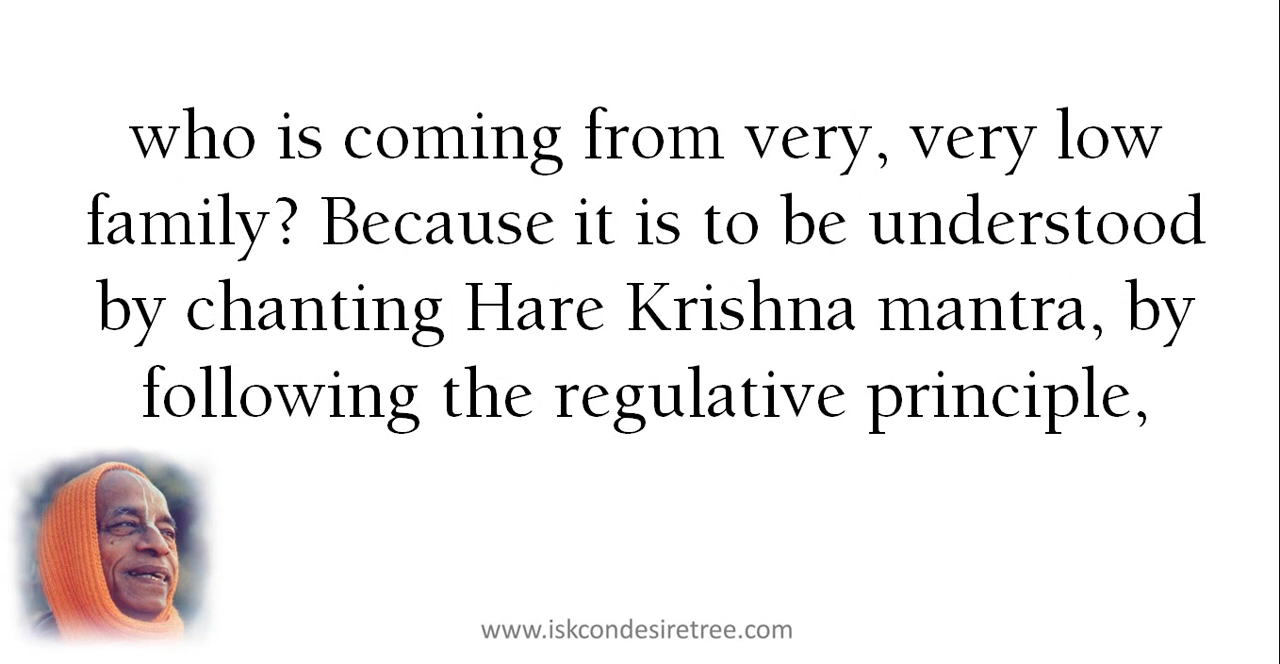 who is coming from very, very low
family? Because it is to be understood
by chanting Hare Krishna mantra, by
following the regulative principle,
www.iskcondesiretree.com